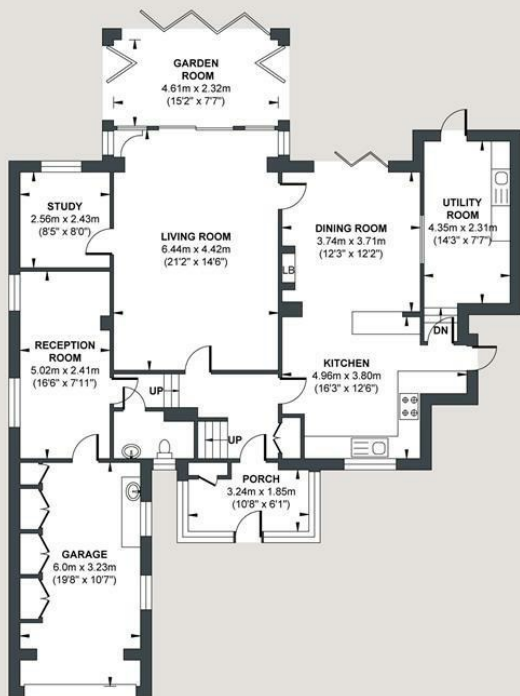 GARDEN
ROOM
4.61m x 2.32m
(15'2" x 7'7")
STUDY
2.56m x 2.43m
(8'5" x 8'0")
LIVING ROOM
6.44m x 4.42m
(21'2" x 14'6")
DINING ROOM
3.74m x 3.71m
(12'3" x 12'2")
UTILITY
ROOM
4.35m x 2.31m
(14'3" x 7'7")
LB
DN
RECEPTION
ROOM
5.02m x 2.41m
(16'6" x 7'11")
KITCHEN
4.96m x 3.80m
(16'3" x 12'6")
UP
UP
PORCH
3.24m x 1.85m
(10'8" x 6'1")
GARAGE
6.0m x 3.23m
(19'8" x 10'7")